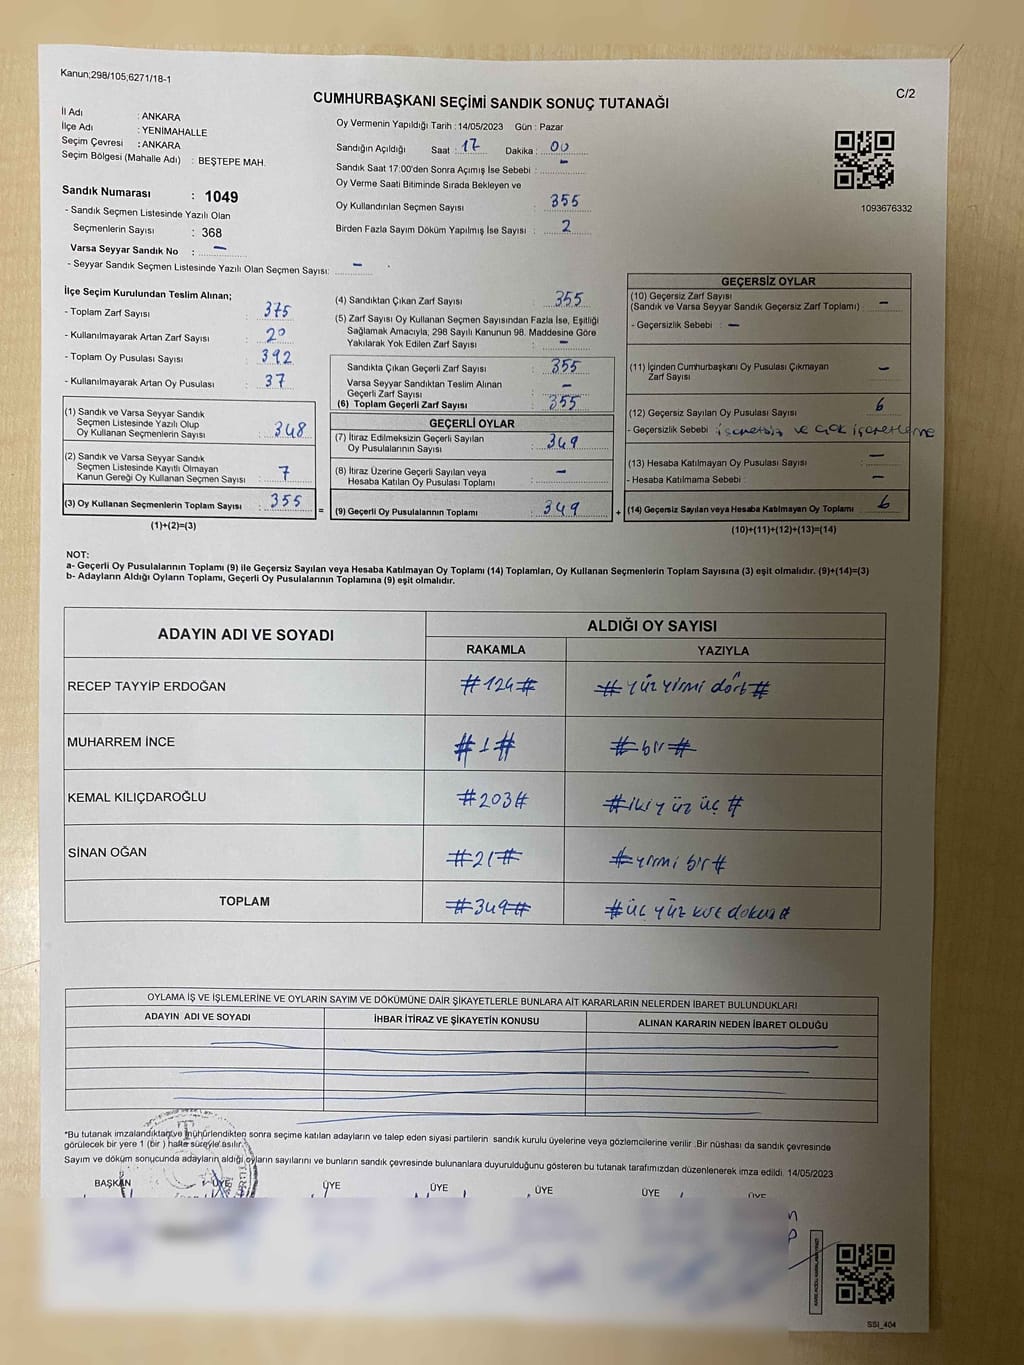 Kanun;298/105,6271/18-1
C/2
CUMHURBAŞKANI SEÇİMİ SANDIK SONUÇ TUTANAĞI
İl Adı : ANKARA
İlçe Adı : YENİMAHALLE
Seçim Çevresi : ANKARA
Seçim Bölgesi (Mahalle Adı) : BEŞTEPE MAH.
Sandık Numarası : 1049
- Sandık Seçmen Listesinde Yazılı Olan
Seçmenlerin Sayısı : 368
Varsa Seyyar Sandık No : -
- Seyyar Sandık Seçmen Listesinde Yazılı Olan Seçmen Sayısı: -
Oy Vermenin Yapıldığı Tarih : 14/05/2023 Gün : Pazar
Sandığın Açıldığı Saat : 17 Dakika : 00
Sandık Saat 17:00'den Sonra Açımış İse Sebebi : -
Oy Verme Saati Bitiminde Sırada Bekleyen ve
Oy Kullandırılan Seçmen Sayısı : 355
Birden Fazla Sayım Döküm Yapılmış İse Sayısı : 2
1093676332
İlçe Seçim Kurulundan Teslim Alınan;
- Toplam Zarf Sayısı : 375
- Kullanılmayarak Artan Zarf Sayısı : 20
- Toplam Oy Pusulası Sayısı : 392
- Kullanılmayarak Artan Oy Pusulası : 37
(1) Sandık ve Varsa Seyyar Sandık
Seçmen Listesinde Yazılı Olup
Oy Kullanan Seçmenlerin Sayısı : 348
(2) Sandık ve Varsa Seyyar Sandık
Seçmen Listesinde Kayıtlı Olmayan
Kanun Gereği Oy Kullanan Seçmen Sayısı : 7
(3) Oy Kullanan Seçmenlerin Toplam Sayısı : 355
(1)+(2)=(3)
(4) Sandıktan Çıkan Zarf Sayısı : 355
(5) Zarf Sayısı Oy Kullanan Seçmen Sayısından Fazla İse, Eşitliği
Sağlamak Amacıyla; 298 Sayılı Kanunun 98. Maddesine Göre
Yakılarak Yok Edilen Zarf Sayısı : -
Sandıkta Çıkan Geçerli Zarf Sayısı : 355
Varsa Seyyar Sandıktan Teslim Alınan
Geçerli Zarf Sayısı : -
(6) Toplam Geçerli Zarf Sayısı : 355
GEÇERLİ OYLAR
(7) İtiraz Edilmeksizin Geçerli Sayılan
Oy Pusulalarının Sayısı : 349
(8) İtiraz Üzerine Geçerli Sayılan veya
Hesaba Katılan Oy Pusulası Toplamı : -
= (9) Geçerli Oy Pusulalarının Toplamı : 349
GEÇERSİZ OYLAR
(10) Geçersiz Zarf Sayısı
(Sandık ve Varsa Seyyar Sandık Geçersiz Zarf Toplamı) : -
- Geçersizlik Sebebi : -
(11) İçinden Cumhurbaşkanı Oy Pusulası Çıkmayan
Zarf Sayısı -
(12) Geçersiz Sayılan Oy Pusulası Sayısı 6
- Geçersizlik Sebebi işaretsiz ve çok işaretleme
(13) Hesaba Katılmayan Oy Pusulası Sayısı -
- Hesaba Katılmama Sebebi : -
+ (14) Geçersiz Sayılan veya Hesaba Katılmayan Oy Toplamı 6
(10)+(11)+(12)+(13)=(14)
NOT:
a- Geçerli Oy Pusulalarının Toplamı (9) ile Geçersiz Sayılan veya Hesaba Katılmayan Oy Toplamı (14) Toplamları, Oy Kullanan Seçmenlerin Toplam Sayısına (3) eşit olmalıdır. (9)+(14)=(3)
b- Adayların Aldığı Oyların Toplamı, Geçerli Oy Pusulalarının Toplamına (9) eşit olmalıdır.
ADAYIN ADI VE SOYADI
ALDIĞI OY SAYISI
RAKAMLA YAZIYLA
RECEP TAYYİP ERDOĞAN #124# #yüz yirmi dört#
MUHARREM İNCE #1# #bir#
KEMAL KILIÇDAROĞLU #203# #iki yüz üç#
SİNAN OĞAN #21# #yirmi bir#
TOPLAM #349# #üç yüz kırk dokuz#
OYLAMA İŞ VE İŞLEMLERİNE VE OYLARIN SAYIM VE DÖKÜMÜNE DAİR ŞİKAYETLERLE BUNLARA AİT KARARLARIN NELERDEN İBARET BULUNDUKLARI
ADAYIN ADI VE SOYADI İHBAR İTİRAZ VE ŞİKAYETİN KONUSU ALINAN KARARIN NEDEN İBARET OLDUĞU
*Bu tutanak imzalandıktan ve mühürlendikten sonra seçime katılan adayların ve talep eden siyasi partilerin sandık kurulu üyelerine veya gözlemcilerine verilir .Bir nüshası da sandık çevresinde
görülecek bir yere 1 (bir ) hafta süreyle asılır.
Sayım ve döküm sonucunda adayların aldığı oyların sayılarını ve bunların sandık çevresinde bulunanlara duyurulduğunu gösteren bu tutanak tarafımızdan düzenlenerek imza edildi. 14/05/2023
BAŞKAN ÜYE ÜYE ÜYE ÜYE ÜYE ÜYE
SSI_404